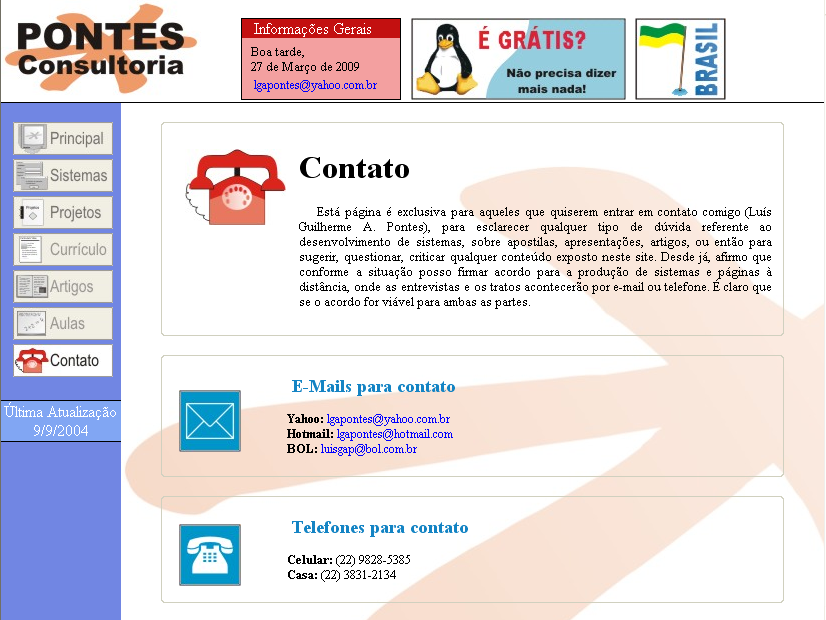 PONTES
Consultoria
Informações Gerais
Boa tarde,
27 de Março de 2009
lgapontes@yahoo.com.br
É GRÁTIS?
Não precisa dizer
mais nada!
BRASIL
Principal
Sistemas
Projetos
Currículo
Artigos
Aulas
Contato
Última Atualização
9/9/2004
Contato
Está página é exclusiva para aqueles que quiserem entrar em contato comigo (Luís
Guilherme A. Pontes), para esclarecer qualquer tipo de dúvida referente ao
desenvolvimento de sistemas, sobre apostilas, apresentações, artigos, ou então para
sugerir, questionar, criticar qualquer conteúdo exposto neste site. Desde já, afirmo que
conforme a situação posso firmar acordo para a produção de sistemas e páginas à
distância, onde as entrevistas e os tratos acontecerão por e-mail ou telefone. É claro que
se o acordo for viável para ambas as partes.
E-Mails para contato
Yahoo: lgapontes@yahoo.com.br
Hotmail: lgapontes@hotmail.com
BOL: luisgap@bol.com.br
Telefones para contato
Celular: (22) 9828-5385
Casa: (22) 3831-2134